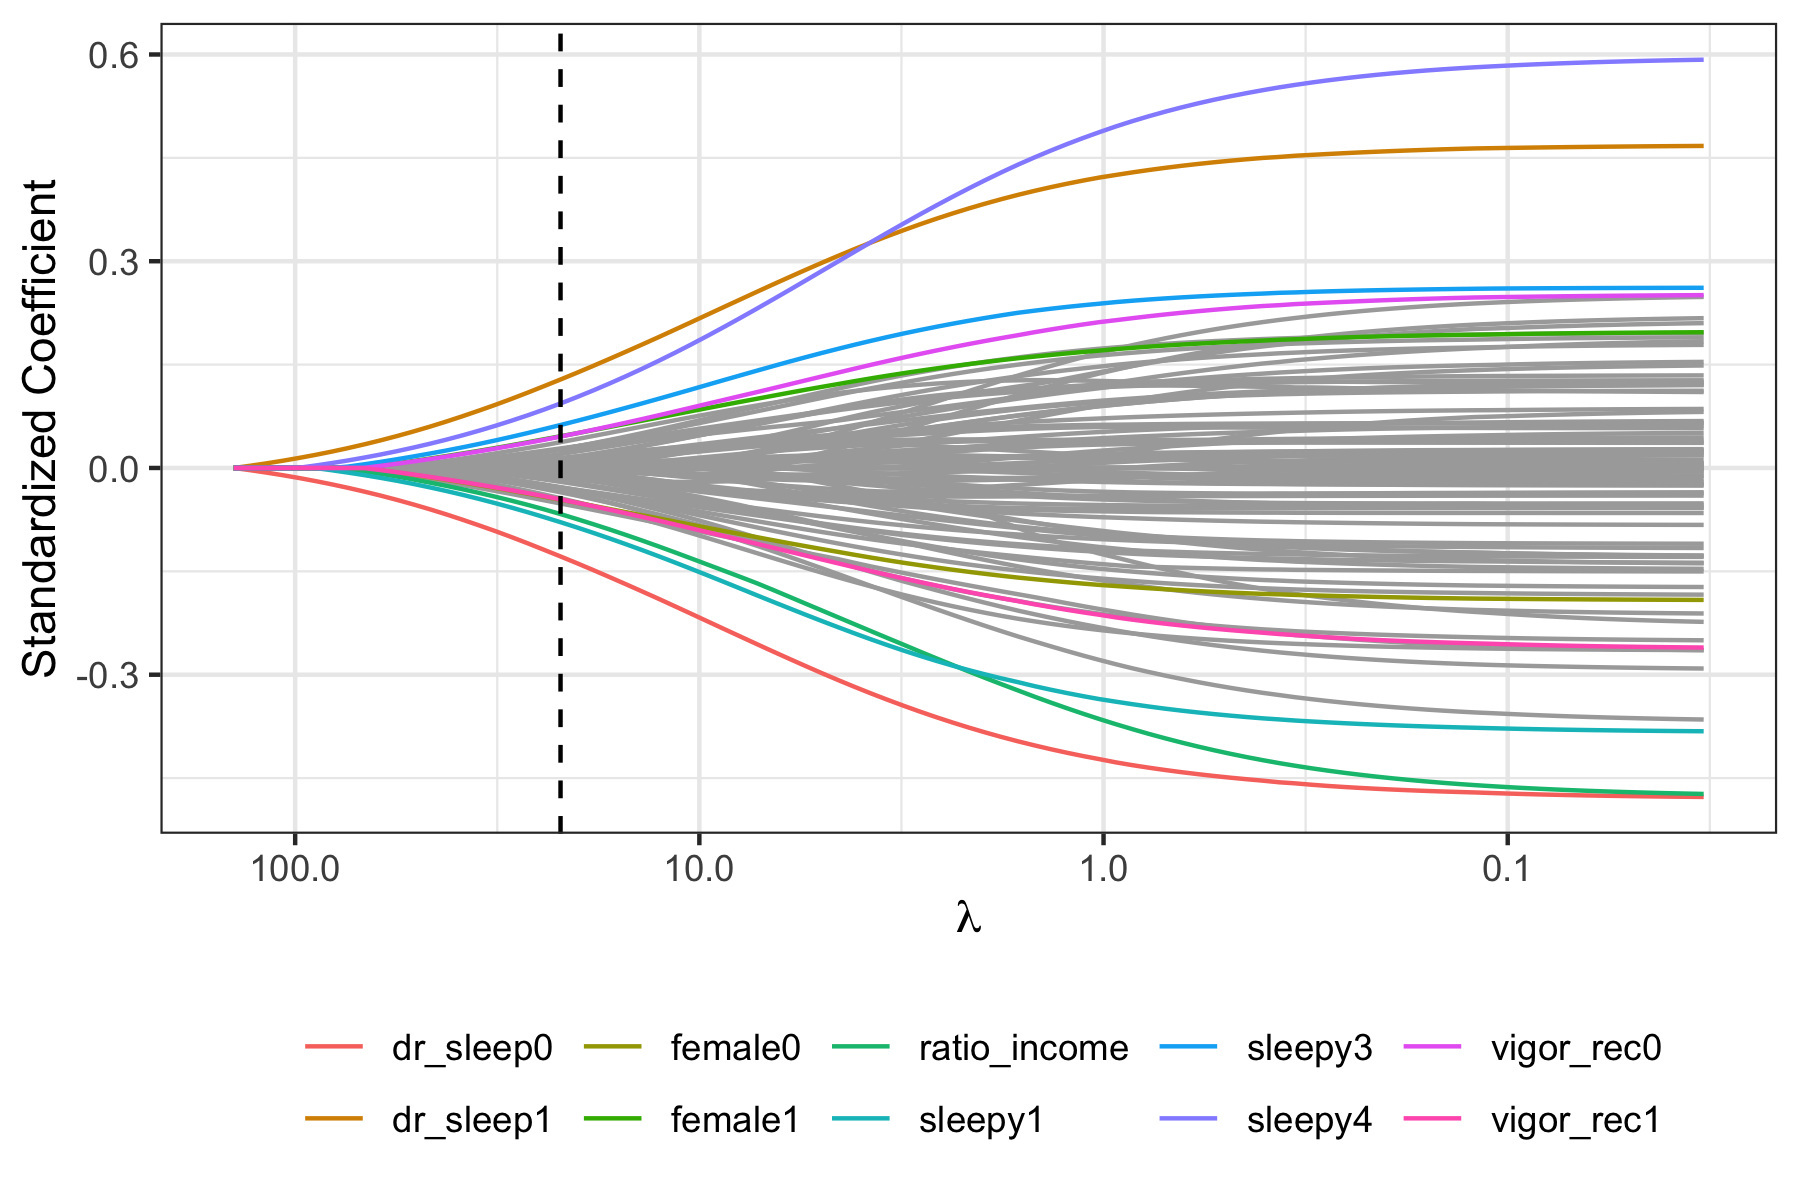 Standardized Coefficient
0.6
0.3
0.0
-0.3
100.0 10.0 1.0 0.1
λ
dr_sleep0 female0 ratio_income sleepy3 vigor_rec0
dr_sleep1 female1 sleepy1 sleepy4 vigor_rec1